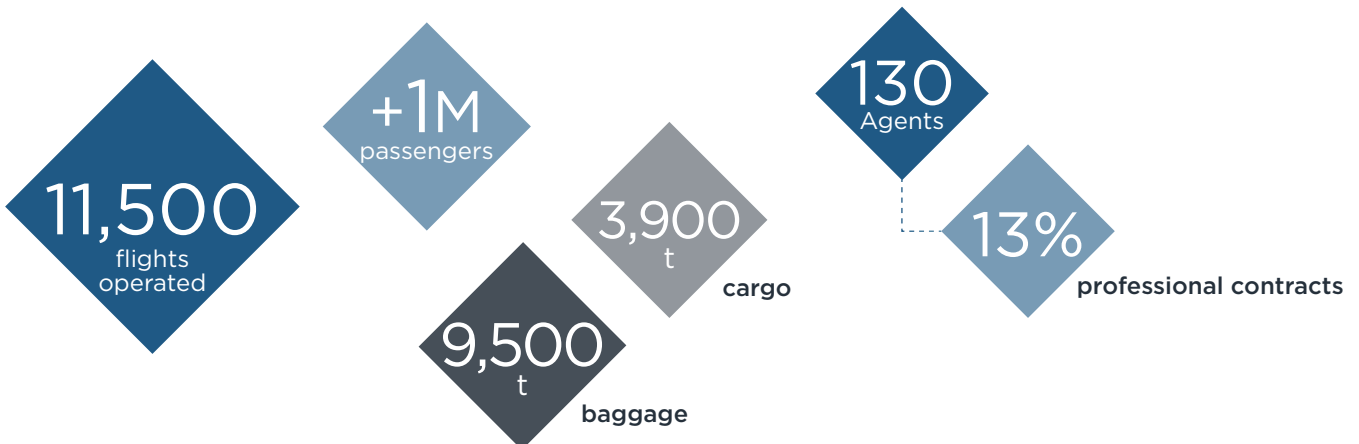 11,500
flights
operated
+1M
passengers
9,500
t
baggage
3,900
t
cargo
130
Agents
13%
professional contracts